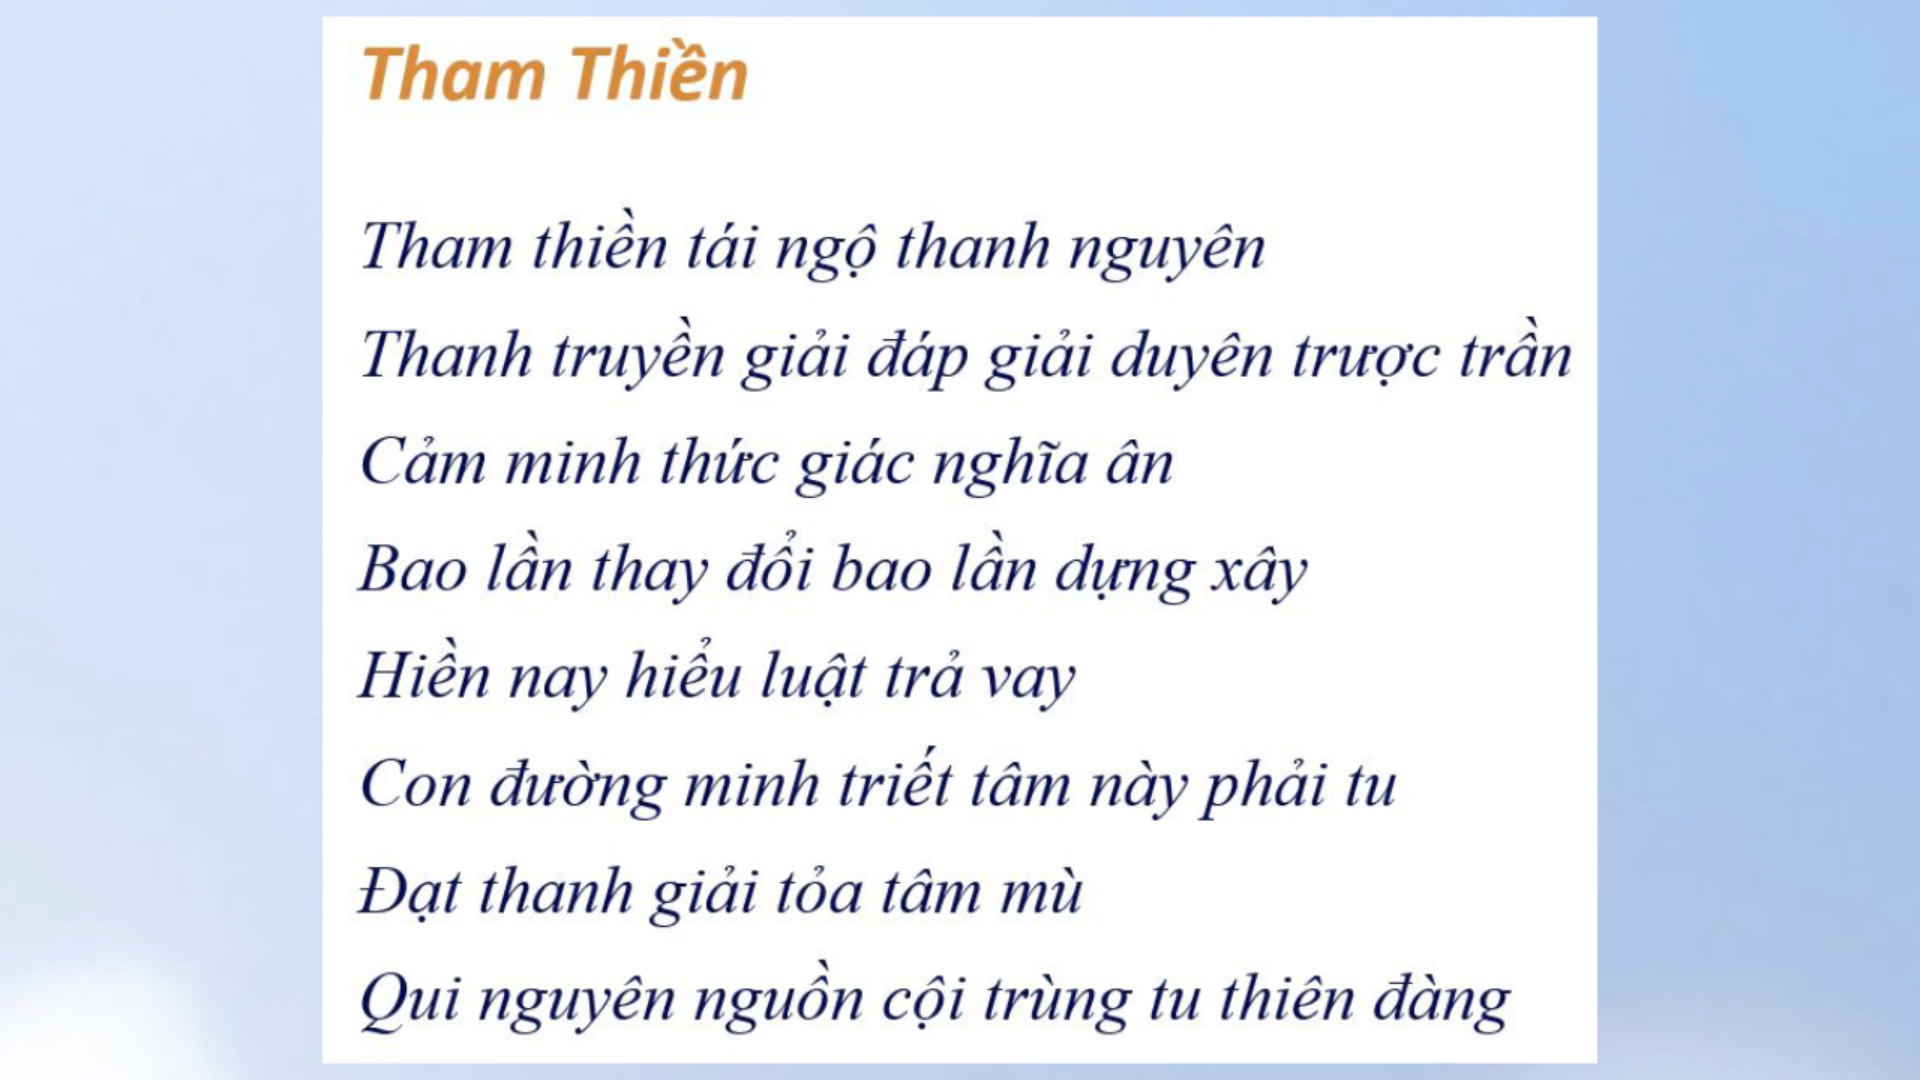 Tham Thiền
Tham thiền tái ngộ thanh nguyên
Thanh truyền giải đáp giải duyên trược trần
Cảm minh thức giác nghĩa ân
Bao lần thay đổi bao lần dựng xây
Hiền nay hiểu luật trả vay
Con đường minh triết tâm này phải tu
Đạt thanh giải tỏa tâm mù
Qui nguyên nguồn cội trùng tu thiên đàng